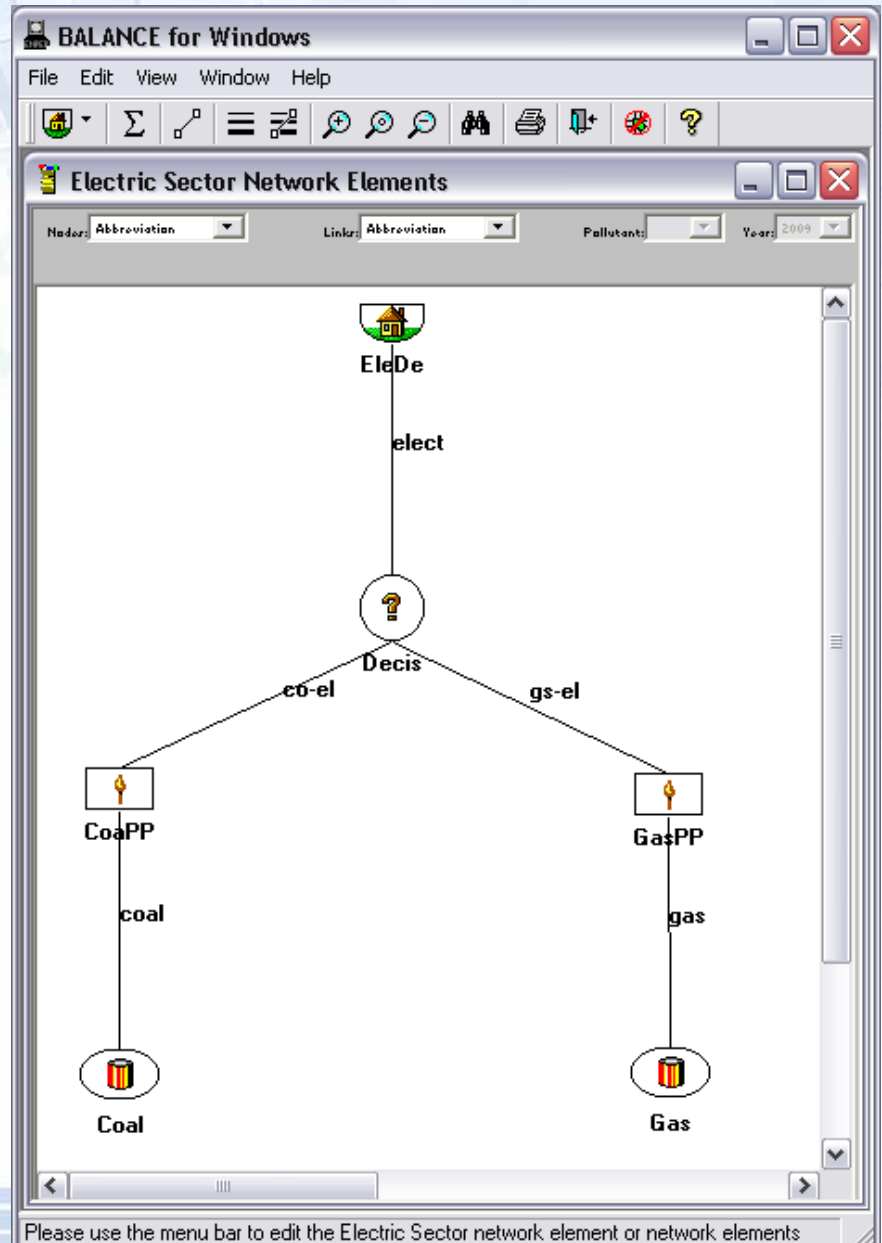 BALANCE for Windows
File Edit View Window Help
Electric Sector Network Elements
Nodes: Abbreviation Links: Abbreviation Pollutant: Year: 2009
EleDe
elect
Decis
co-el gs-el
CoaPP GasPP
coal gas
Coal Gas
Please use the menu bar to edit the Electric Sector network element or network elements